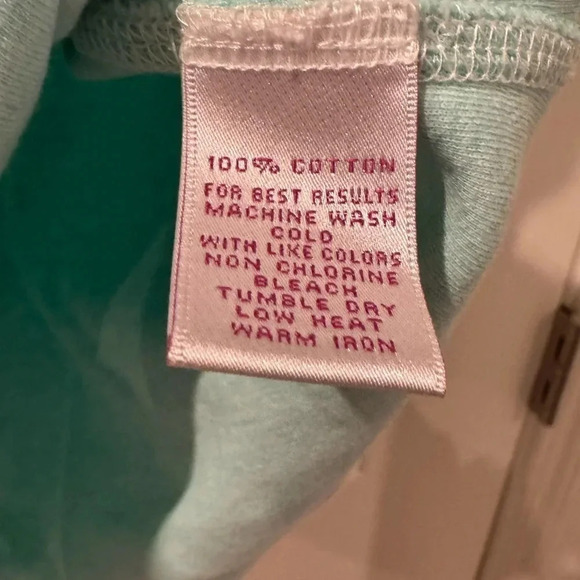 100% COTTON
FOR BEST RESULTS
MACHINE WASH
COLD
WITH LIKE COLORS
NON CHLORINE
BLEACH
TUMBLE DRY
LOW HEAT
WARM IRON